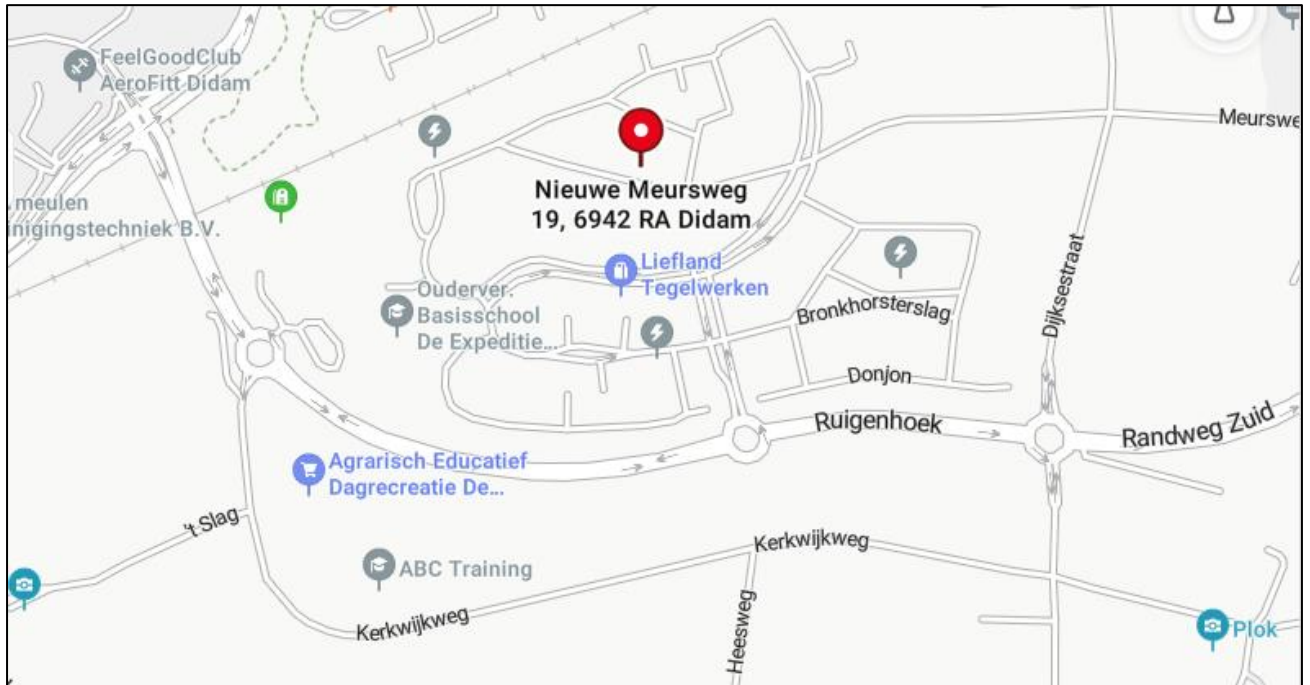 FeelGoodClub
AeroFitt Didam
Meurswe
meulen
inigingstechniek B.V.
Nieuwe Meursweg
19, 6942 RA Didam
Liefland
Tegelwerken
Ouderver.
Basisschool
De Expeditie...
Bronkhorsterslag
Dijksestraat
Donjon
Ruigenhoek
Randweg Zuid
Agrarisch Educatief
Dagrecreatie De...
't Slag
Kerkwijkweg
ABC Training
Kerkwijkweg
Heesweg
Plok